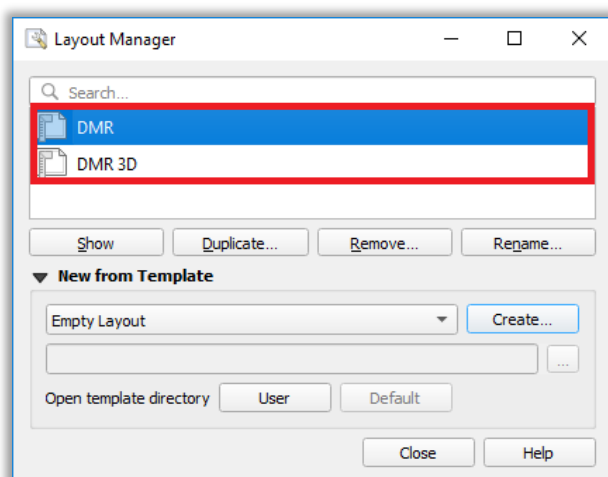 Layout Manager
Search...
DMR
DMR 3D
Show Duplicate... Remove... Rename...
New from Template
Empty Layout Create...
...
Open template directory User Default
Close Help